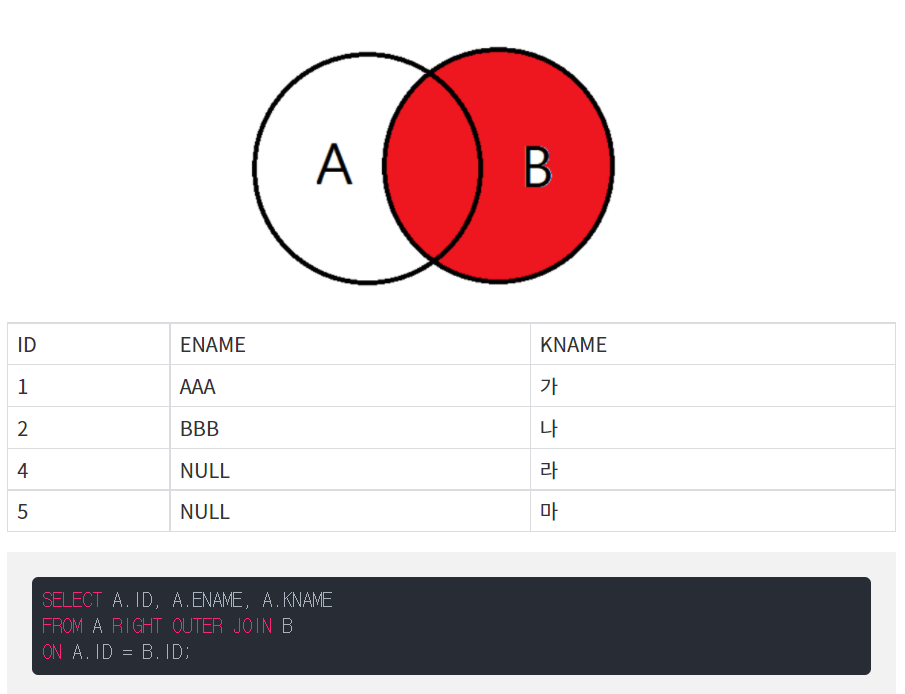 A B
ID ENAME KNAME
1 AAA 가
2 BBB 나
4 NULL 라
5 NULL 마
SELECT A.ID, A.ENAME, A.KNAME
FROM A RIGHT OUTER JOIN B
ON A.ID = B.ID;